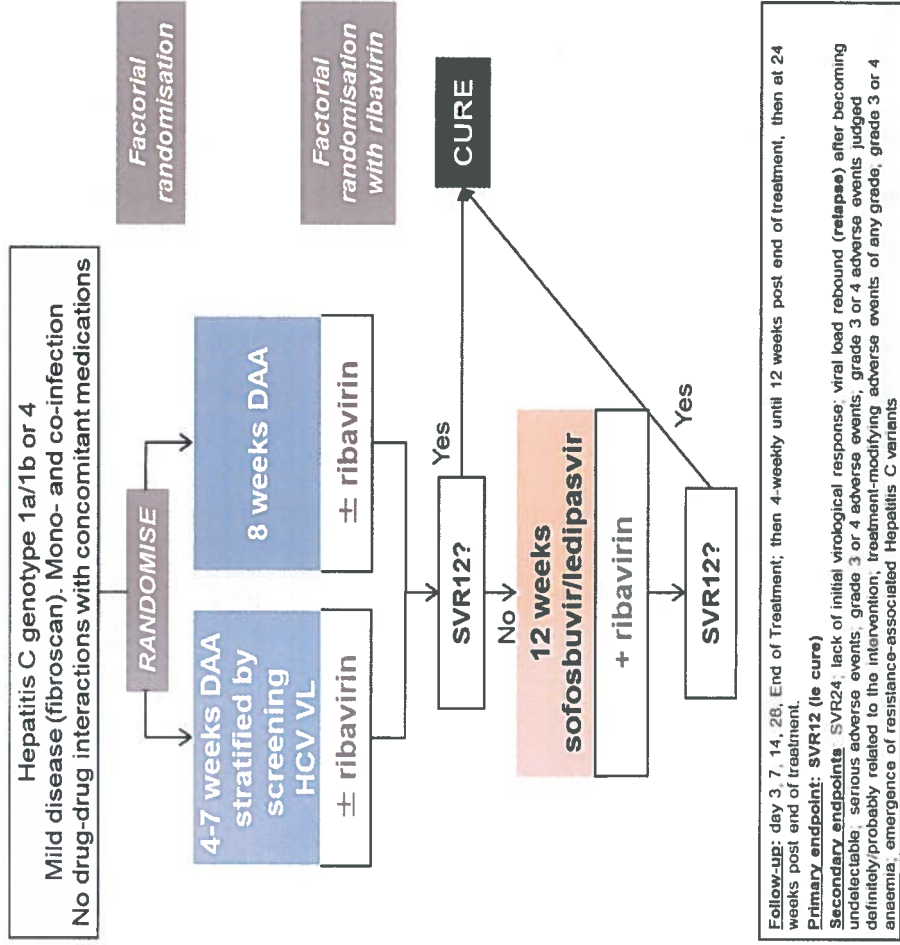 Hepatitis C genotype 1a/1b or 4
Mild disease (fibroscan). Mono- and co-infection
No drug-drug interactions with concomitant medications
RANDOMISE
Factorial
randomisation
4-7 weeks DAA
stratified by
screening
HCV VL
± ribavirin
8 weeks DAA
± ribavirin
Factorial
randomisation
with ribavirin
SVR12?
Yes
CURE
No
12 weeks
sofosbuvir/ledipasvir
+ ribavirin
SVR12?
Yes
Follow-up: day 3, 7, 14, 28, End of Treatment; then 4-weekly until 12 weeks post end of treatment, then at 24
weeks post end of treatment.
Primary endpoint: SVR12 (ie cure)
Secondary endpoints: SVR24; lack of initial virological response; viral load rebound (relapse) after becoming
undetectable; serious adverse events; grade 3 or 4 adverse events; grade 3 or 4 adverse events judged
definitely/probably related to the intervention; treatment-modifying adverse events of any grade; grade 3 or 4
anaemia; emergence of resistance-associated Hepatitis C variants